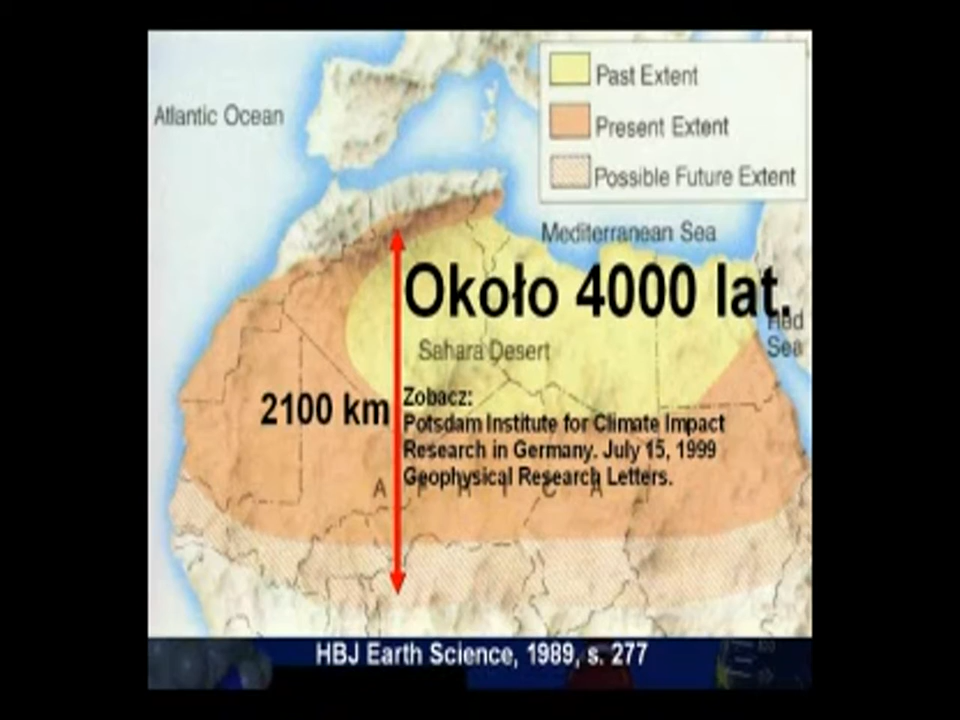 Past Extent
Atlantic Ocean
Present Extent
Possible Future Extent
Mediterranean Sea
Około 4000 lat.
Red
Sea
Sahara Desert
2100 km
Zobacz:
Potsdam Institute for Climate Impact
Research in Germany. July 15, 1999
Geophysical Research Letters.
A F R I C A
HBJ Earth Science, 1989, s. 277